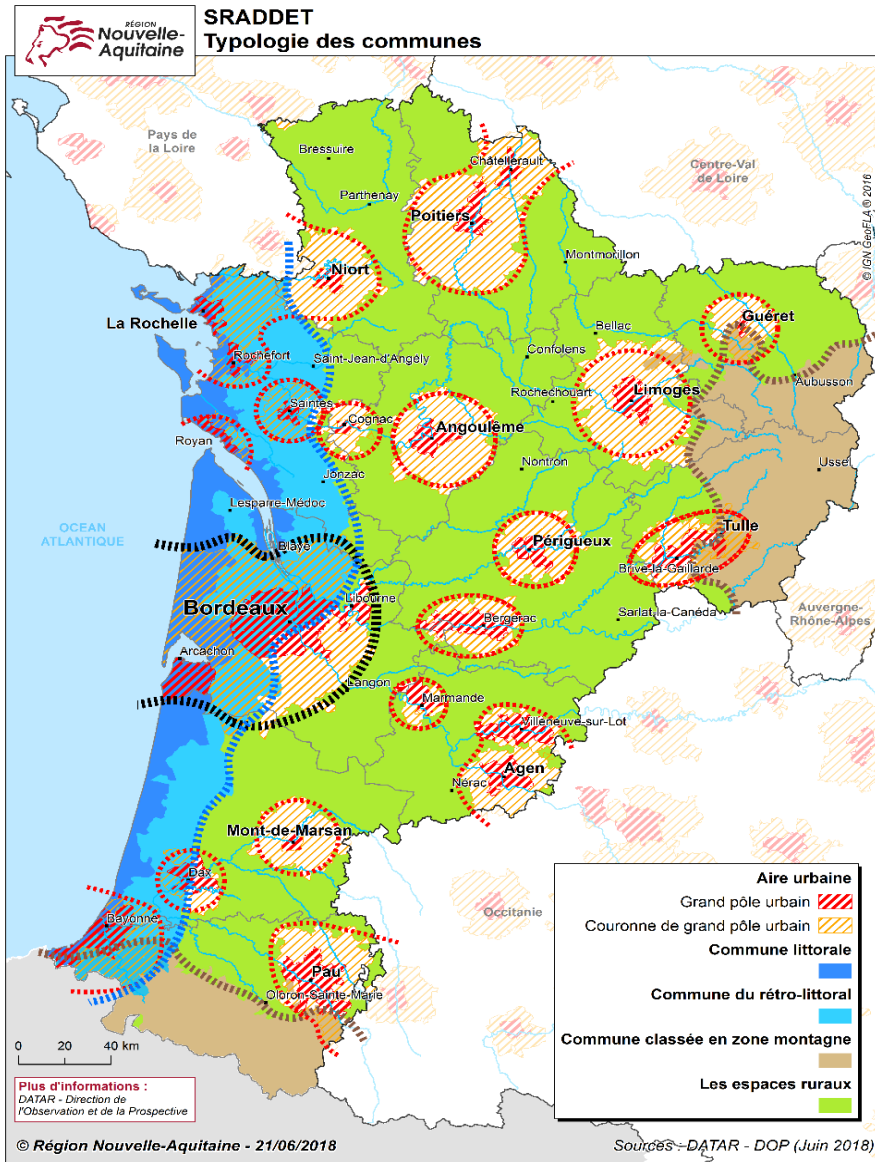 RÉGION
Nouvelle-
Aquitaine
SRADDET
Typologie des communes
Pays de
la Loire
Bressuire
Châtellerault
Centre-Val
de Loire
© IGN GeoFLA © 2016
Parthenay
Poitiers
Montmorillon
Niort
La Rochelle
Guéret
Bellac
Rochefort
Saint-Jean-d'Angély
Confolens
Aubusson
Limoges
Rochechouart
Saintes
Cognac
Angoulême
Royan
Ussel
Nontron
Jonzac
Lesparre-Médoc
OCEAN
ATLANTIQUE
Tulle
Périgueux
Blaye
Brive-la-Gaillarde
Bordeaux
Libourne
Auvergne-
Rhône-Alpes
Sarlat-la-Canéda
Bergerac
Arcachon
Langon
Marmande
Villeneuve-sur-Lot
Agen
Nérac
Mont-de-Marsan
Dax
Occitanie
Bayonne
Pau
Oloron-Sainte-Marie
Aire urbaine
Grand pôle urbain
Couronne de grand pôle urbain
Commune littorale
Commune du rétro-littoral
Commune classée en zone montagne
Les espaces ruraux
0 20 40 km
Plus d'informations :
DATAR - Direction de
l'Observation et de la Prospective
© Région Nouvelle-Aquitaine - 21/06/2018
Sources : DATAR - DOP (Juin 2018)